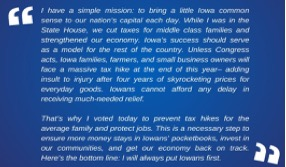 I have a simple mission: to bring a little Iowa common
sense to our nation's capital each day. While I was in the
State House, we cut taxes for middle class families and
strengthened our economy. Iowa's success should serve
as a model for the rest of the country. Unless Congress
acts, Iowa families, farmers, and small business owners will
face a massive tax hike at the end of this year– adding
insult to injury after four years of skyrocketing prices for
everyday goods. Iowans cannot afford any delay in
receiving much-needed relief.
That's why I voted today to prevent tax hikes for the
average family and protect jobs. This is a necessary step to
ensure more money stays in Iowans' pocketbooks, invest in
our communities, and get our economy back on track.
Here's the bottom line: I will always put Iowans first.